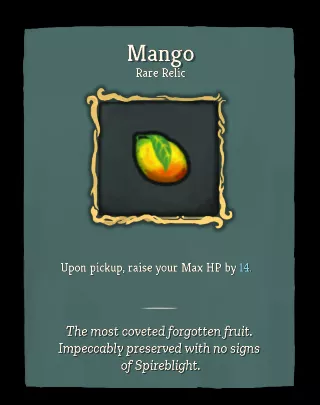 Mango
Rare Relic
Upon pickup, raise your Max HP by 14.
The most coveted forgotten fruit.
Impeccably preserved with no signs
of Spireblight.